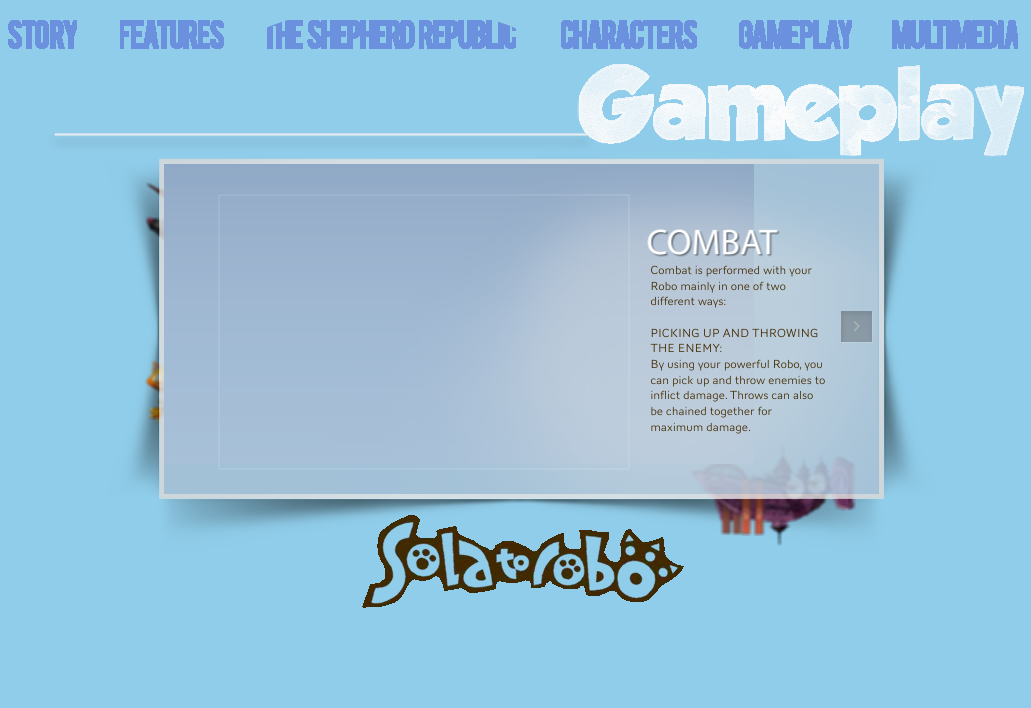 STORY FEATURES THE SHEPHERD REPUBLIC CHARACTERS GAMEPLAY MULTIMEDIA
Gameplay
COMBAT
Combat is performed with your
Robo mainly in one of two
different ways:
PICKING UP AND THROWING
THE ENEMY:
By using your powerful Robo, you
can pick up and throw enemies to
inflict damage. Throws can also
be chained together for
maximum damage.
Solatorobo